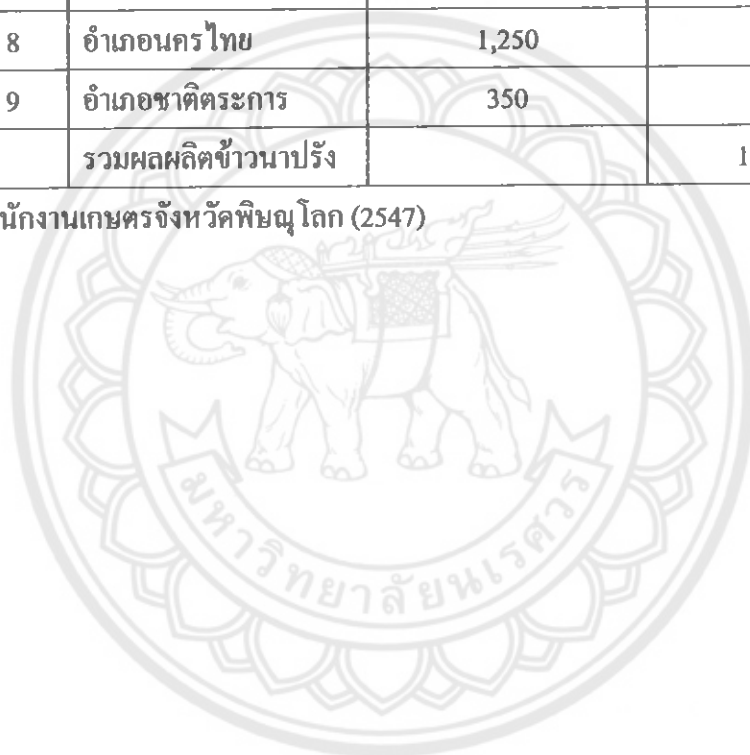 8 อำเภอนครไทย 1,250
9 อำเภอชาติตระการ 350
รวมผลผลิตข้าวนาปรัง 1
นักงานเกษตรจังหวัดพิษณุโลก (2547)
มหาวิทยาลัยนเรศวร